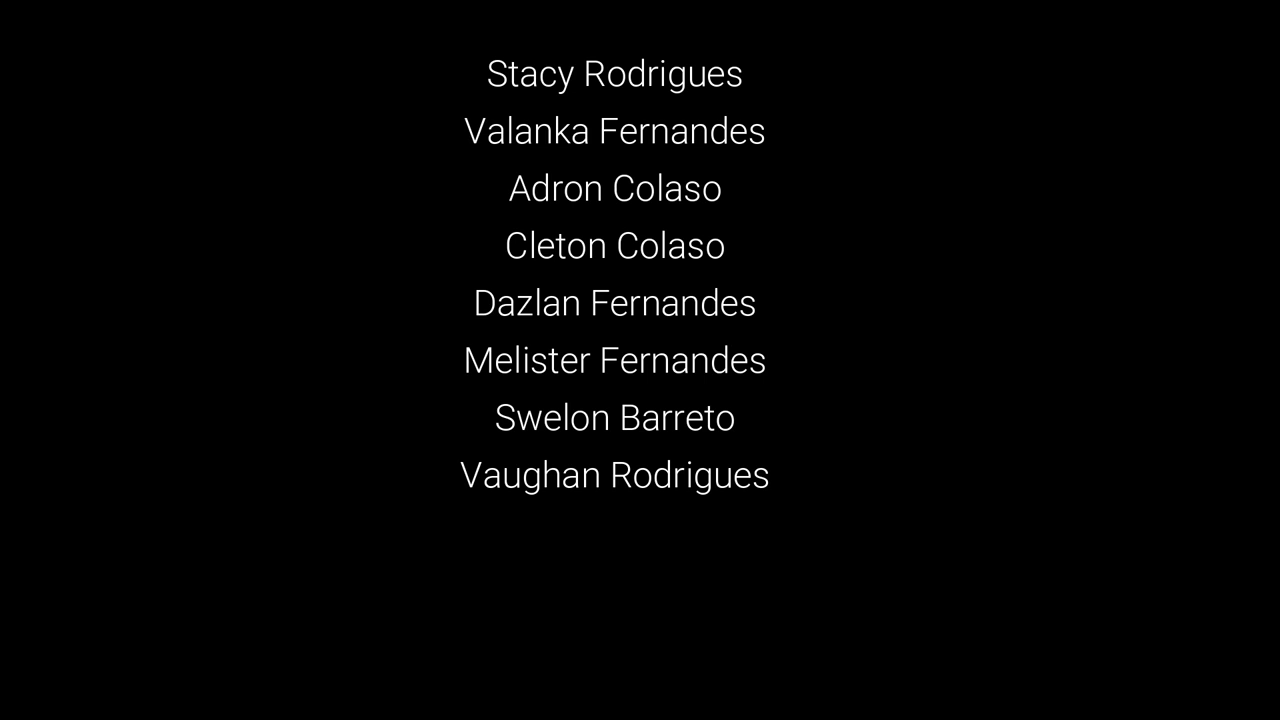 Stacy Rodrigues
Valanka Fernandes
Adron Colaso
Cleton Colaso
Dazlan Fernandes
Melister Fernandes
Swelon Barreto
Vaughan Rodrigues